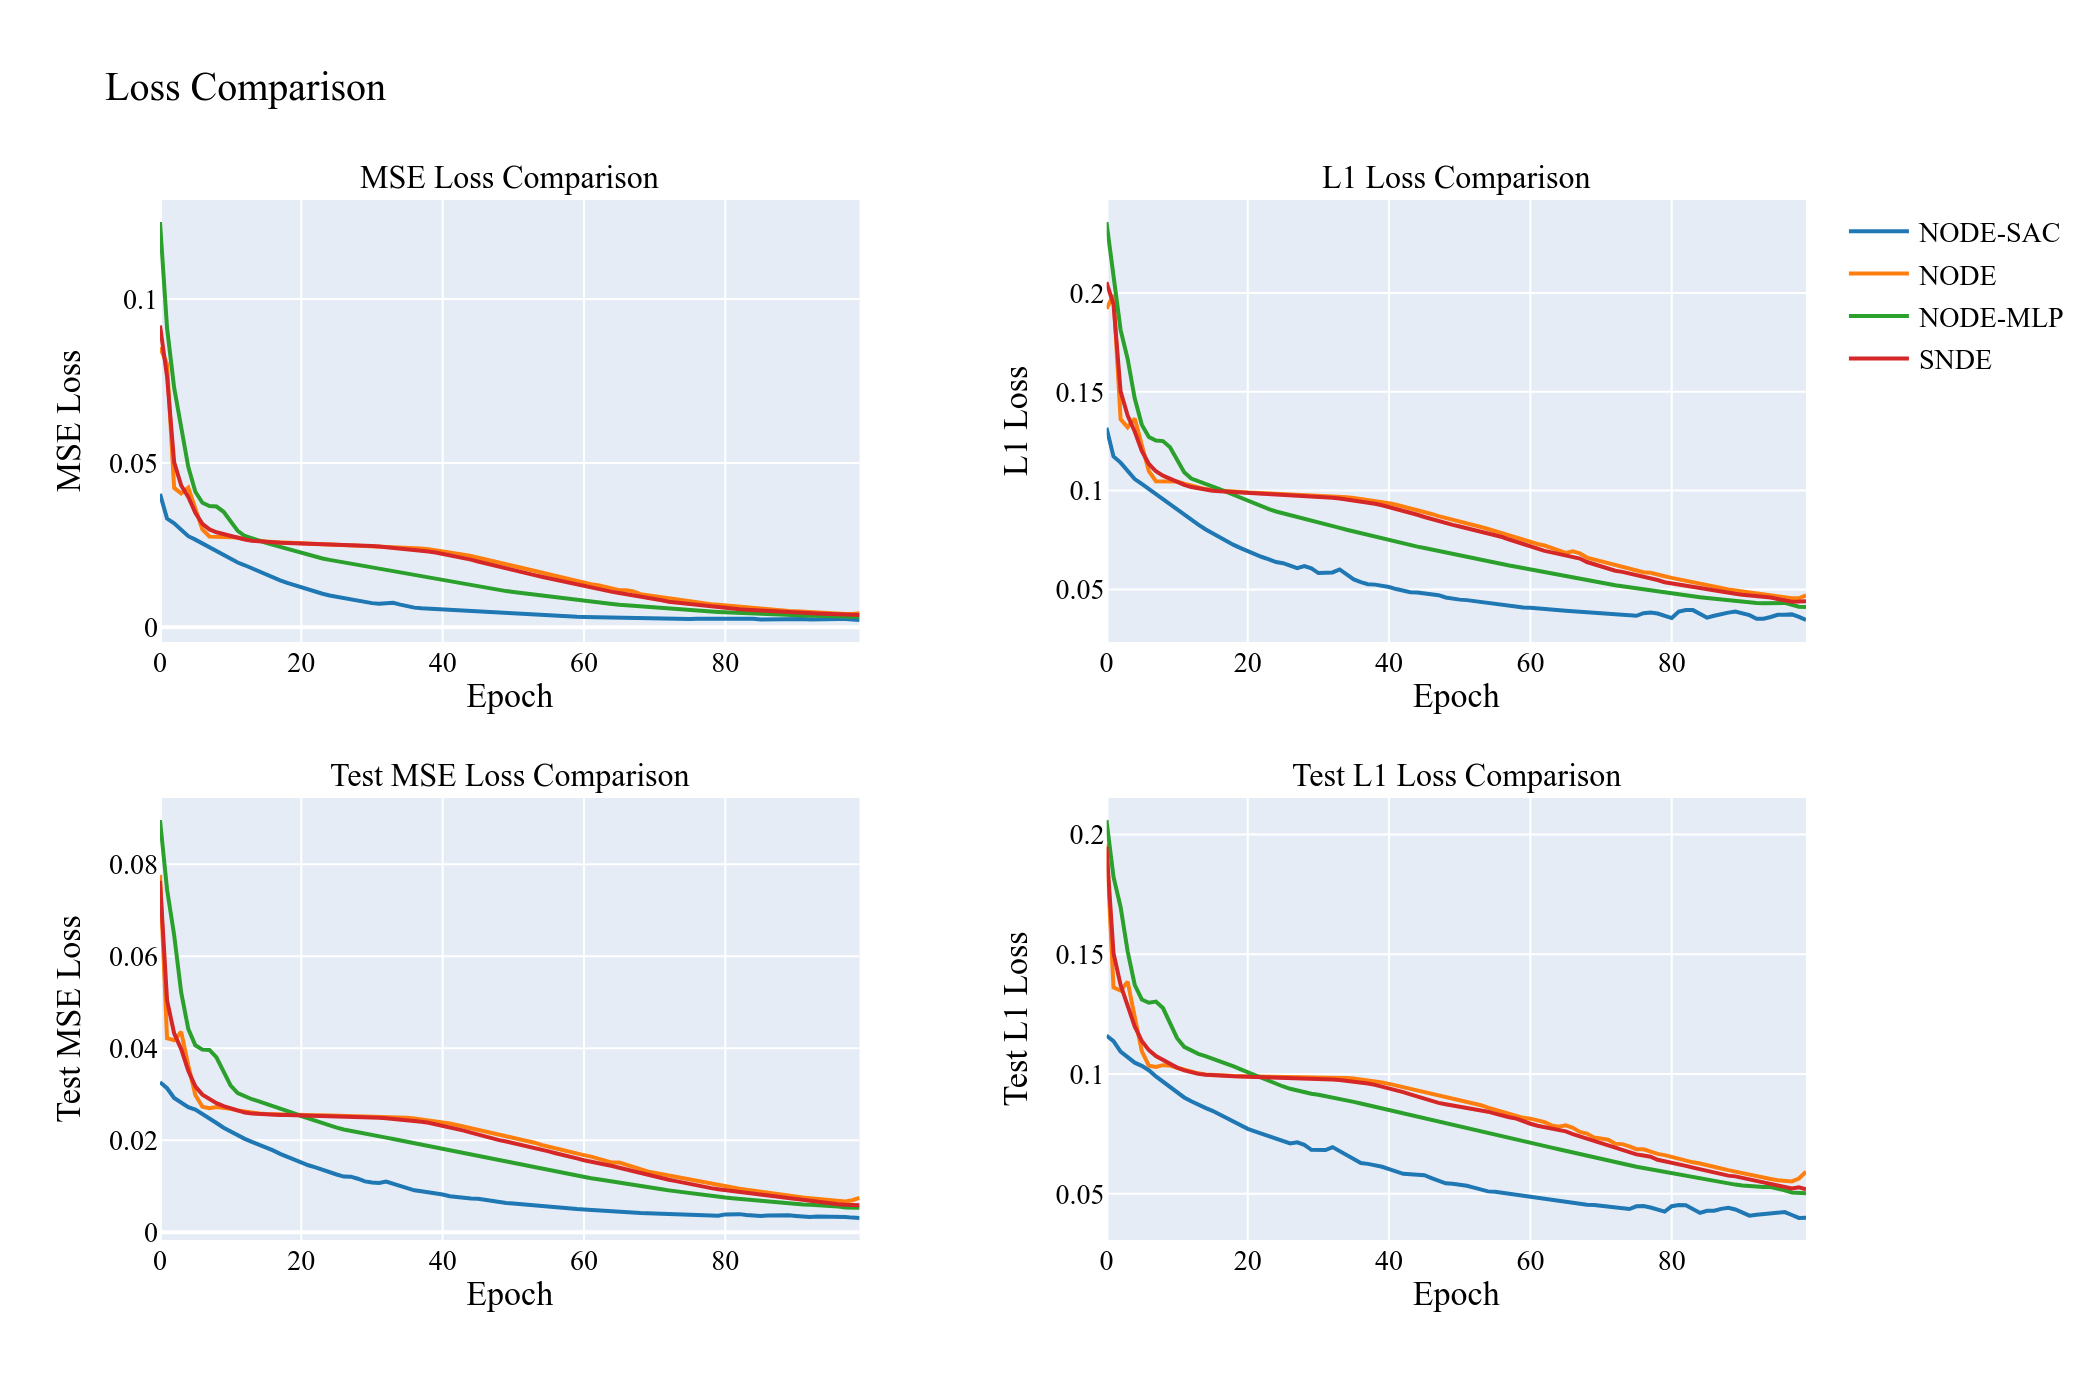 Loss Comparison
MSE Loss Comparison
MSE Loss
0.1
0.05
0
0 20 40 60 80
Epoch
L1 Loss Comparison
L1 Loss
0.2
0.15
0.1
0.05
0 20 40 60 80
Epoch
NODE-SAC
NODE
NODE-MLP
SNDE
Test MSE Loss Comparison
Test MSE Loss
0.08
0.06
0.04
0.02
0
0 20 40 60 80
Epoch
Test L1 Loss Comparison
Test L1 Loss
0.2
0.15
0.1
0.05
0 20 40 60 80
Epoch